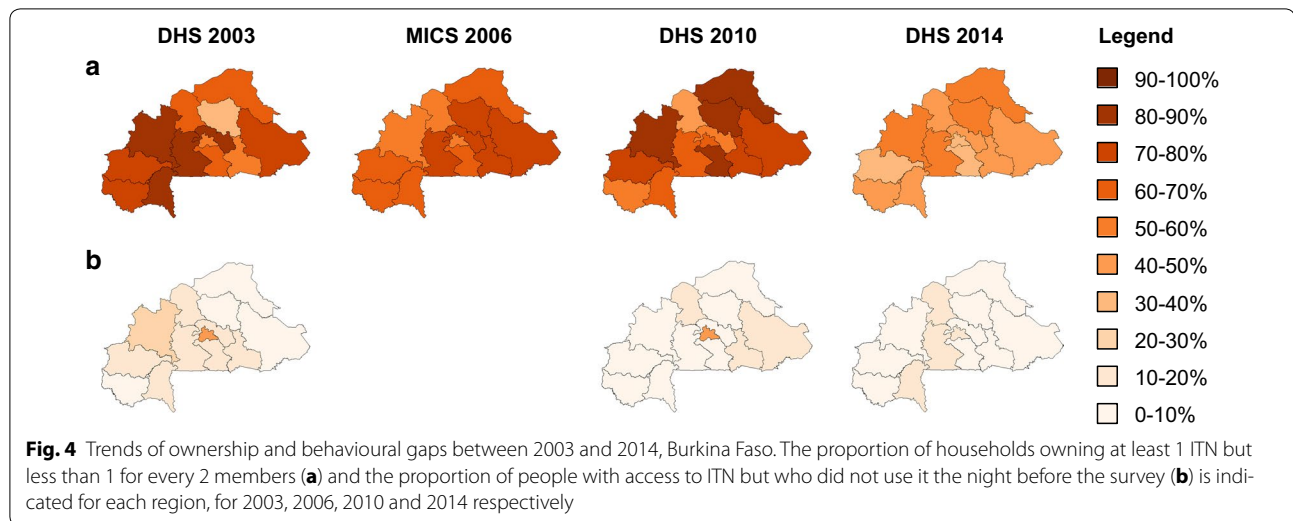 DHS 2003 MICS 2006 DHS 2010 DHS 2014 Legend
a
90-100%
80-90%
70-80%
60-70%
50-60%
40-50%
30-40%
20-30%
10-20%
0-10%
b
Fig. 4 Trends of ownership and behavioural gaps between 2003 and 2014, Burkina Faso. The proportion of households owning at least 1 ITN but
less than 1 for every 2 members (a) and the proportion of people with access to ITN but who did not use it the night before the survey (b) is indi-
cated for each region, for 2003, 2006, 2010 and 2014 respectively